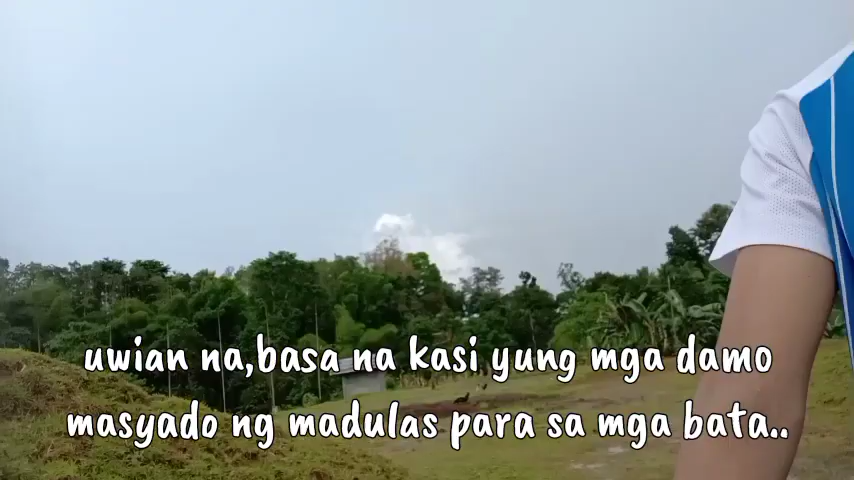 uwian na,basa na kasi yung mga damo
masyado ng madulas para sa mga bata..